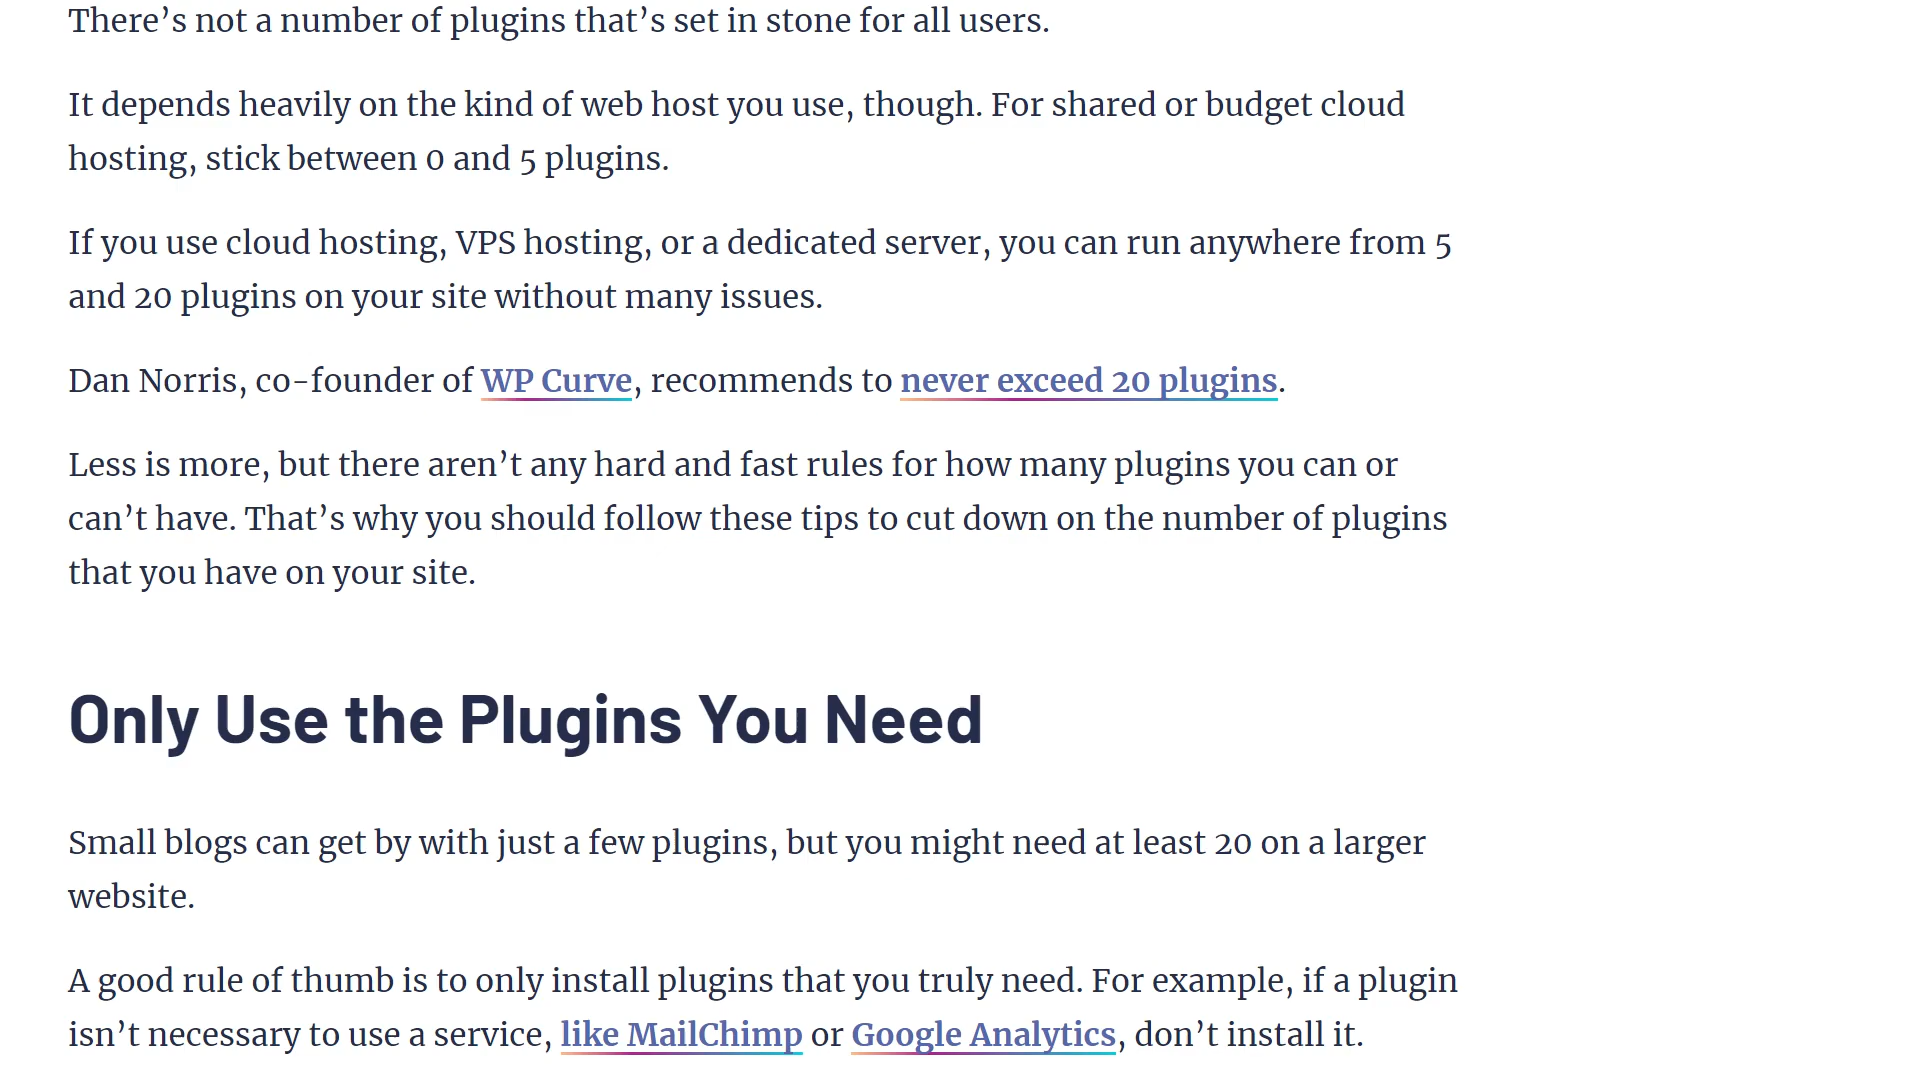 There’s not a number of plugins that’s set in stone for all users.
It depends heavily on the kind of web host you use, though. For shared or budget cloud
hosting, stick between 0 and 5 plugins.
If you use cloud hosting, VPS hosting, or a dedicated server, you can run anywhere from 5
and 20 plugins on your site without many issues.
Dan Norris, co-founder of WP Curve, recommends to never exceed 20 plugins.
Less is more, but there aren’t any hard and fast rules for how many plugins you can or
can’t have. That’s why you should follow these tips to cut down on the number of plugins
that you have on your site.
Only Use the Plugins You Need
Small blogs can get by with just a few plugins, but you might need at least 20 on a larger
website.
A good rule of thumb is to only install plugins that you truly need. For example, if a plugin
isn’t necessary to use a service, like MailChimp or Google Analytics, don’t install it.